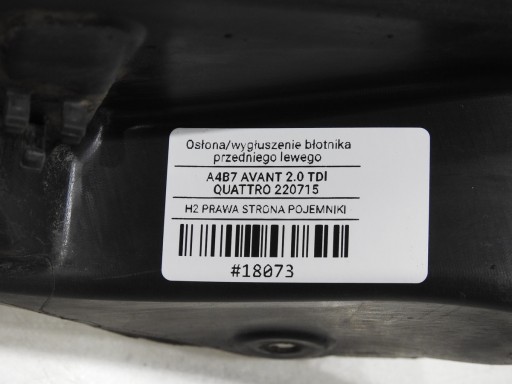 Osłona/wygłuszenie błotnika
przedniego lewego
A4B7 AVANT 2.0 TDI
QUATTRO 220715
H2 PRAWA STRONA POJEMNIKI
#18073